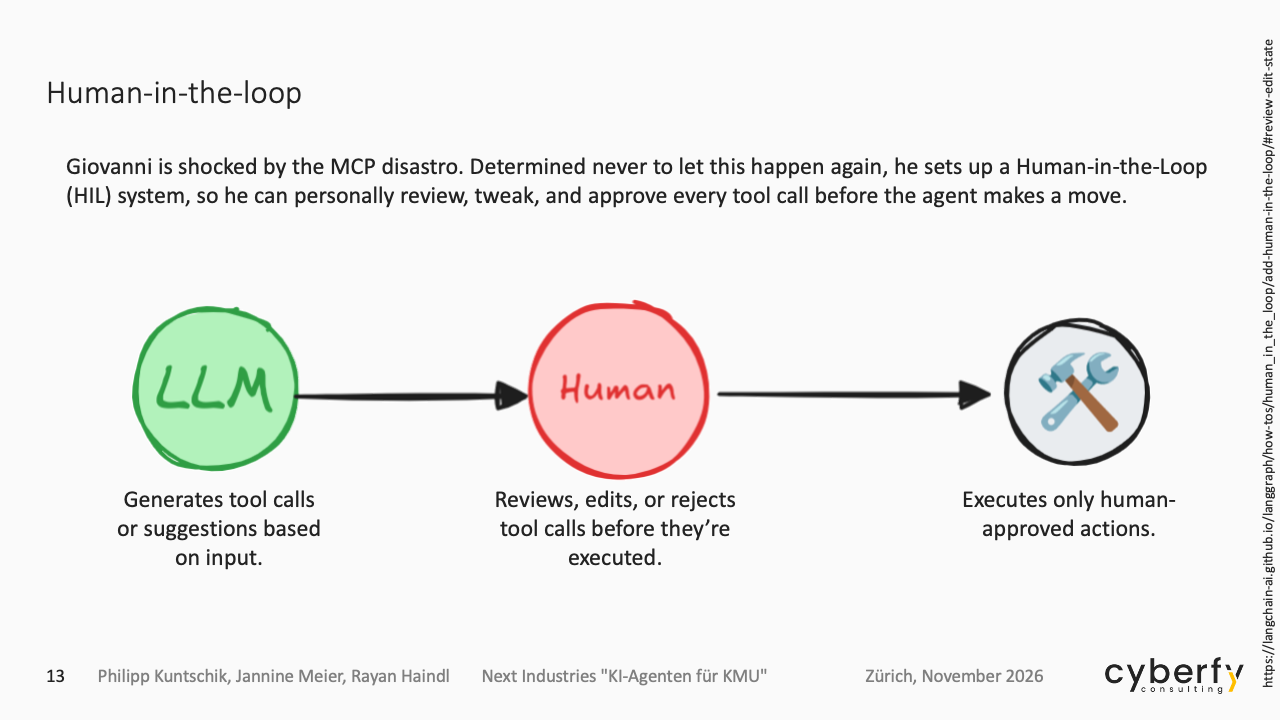 Human-in-the-loop
Giovanni is shocked by the MCP disastro. Determined never to let this happen again, he sets up a Human-in-the-Loop
(HIL) system, so he can personally review, tweak, and approve every tool call before the agent makes a move.
LLM
Human
Generates tool calls
or suggestions based
on input.
Reviews, edits, or rejects
tool calls before they’re
executed.
Executes only human-
approved actions.
13
Philipp Kuntschik, Jannine Meier, Rayan Haindl
Next Industries "KI-Agenten für KMU"
Zürich, November 2026
cyberfy
consulting
https://langchain-ai.github.io/langgraph/how-tos/human_in_the_loop/add-human-in-the-loop/#review-edit-state